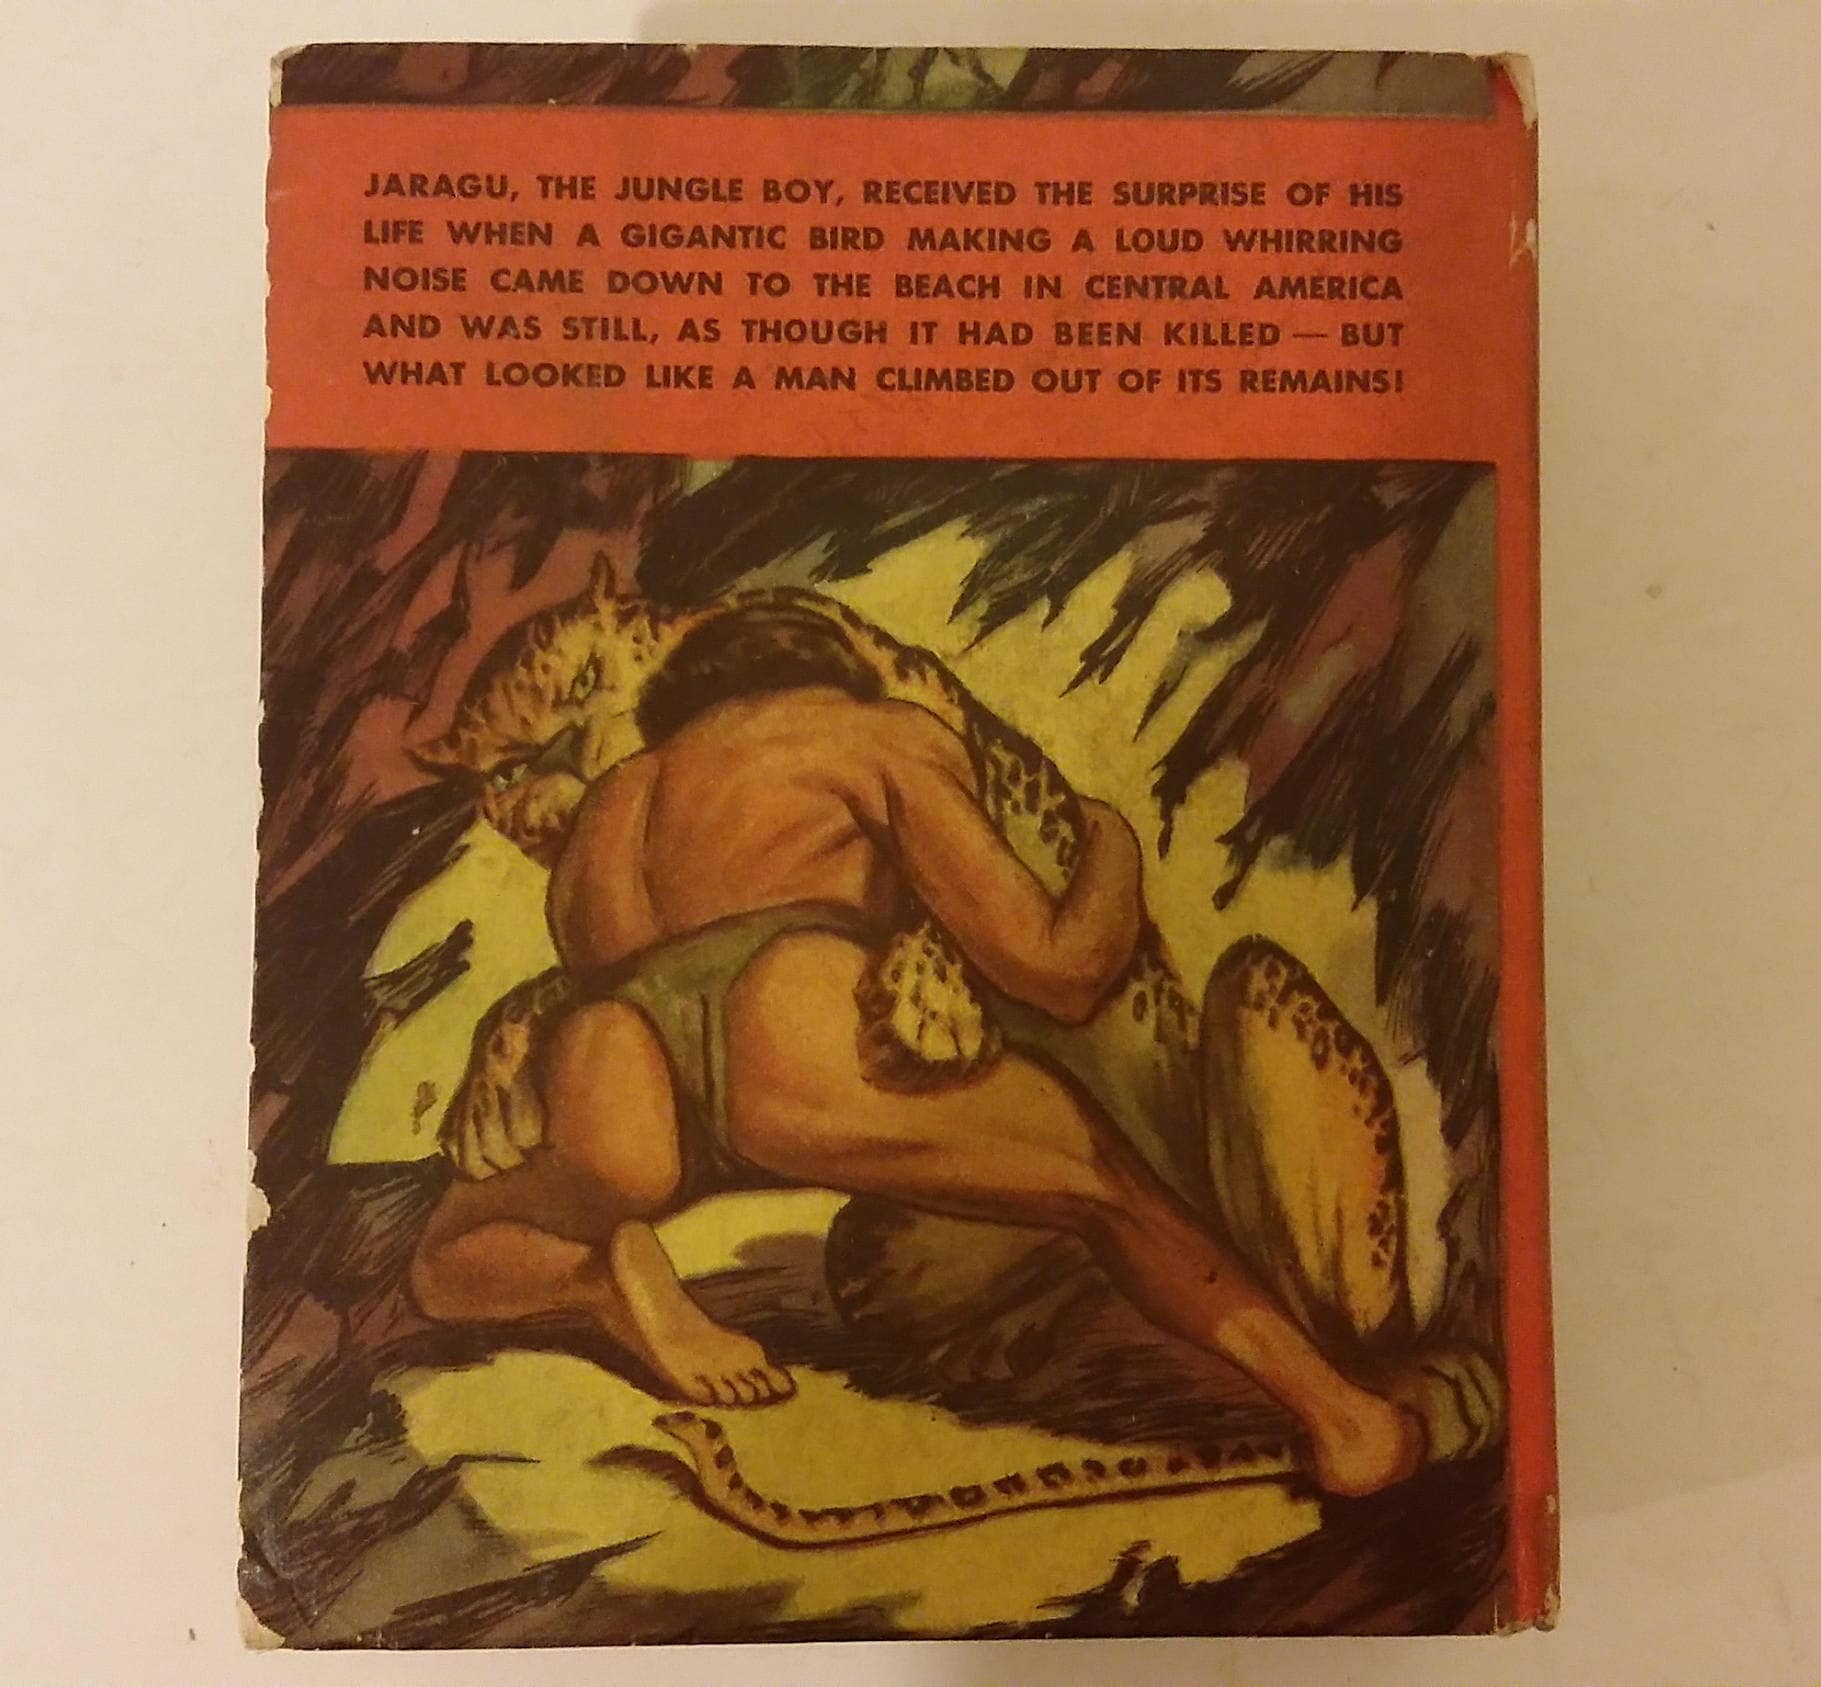 JARAGU, THE JUNGLE BOY, RECEIVED THE SURPRISE OF HIS
LIFE WHEN A GIGANTIC BIRD MAKING A LOUD WHIRRING
NOISE CAME DOWN TO THE BEACH IN CENTRAL AMERICA
AND WAS STILL, AS THOUGH IT HAD BEEN KILLED — BUT
WHAT LOOKED LIKE A MAN CLIMBED OUT OF ITS REMAINS!